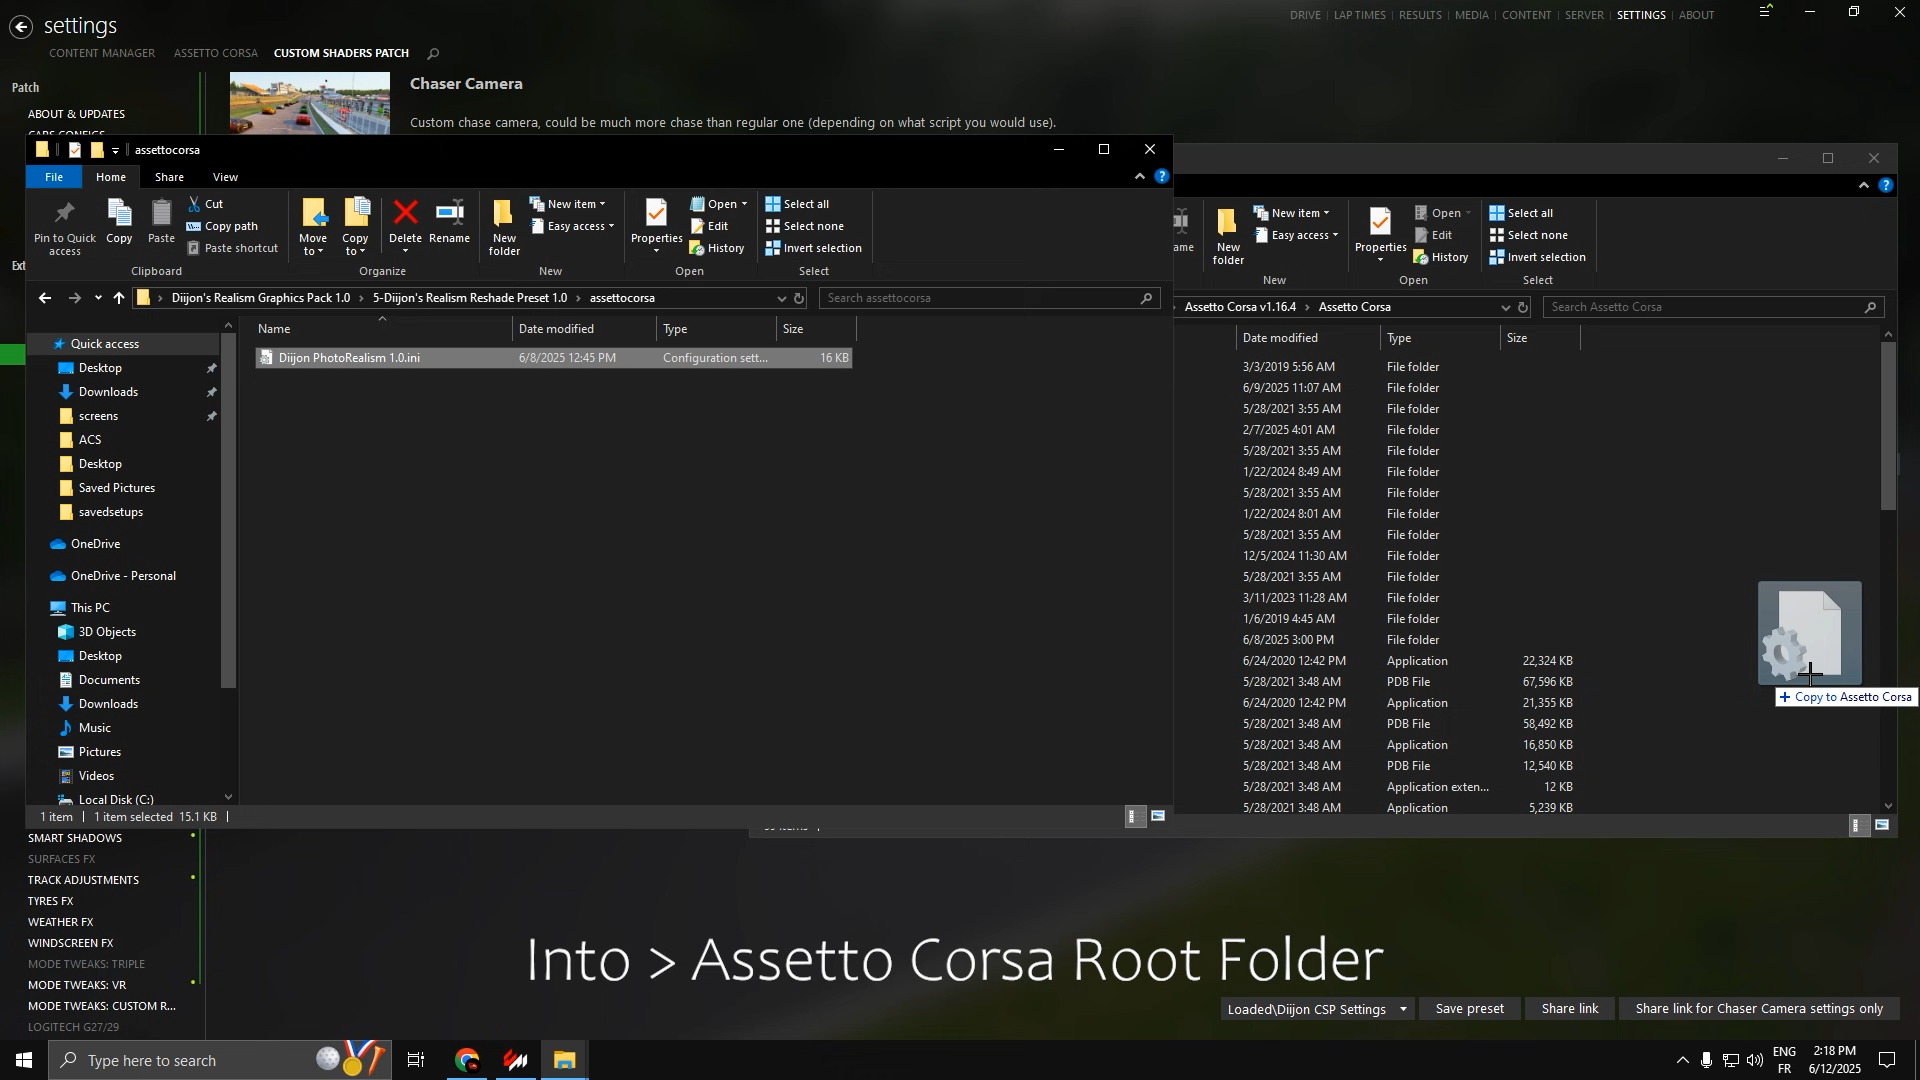 settings
DRIVE | LAP TIMES | RESULTS | MEDIA | CONTENT | SERVER | SETTINGS | ABOUT
CONTENT MANAGER ASSETTO CORSA CUSTOM SHADERS PATCH
Patch
ABOUT & UPDATES
Chaser Camera
Custom chase camera, could be much more chase than regular one (depending on what script you would use).
assettocorsa
File Home Share View
Pin to Quick access
Copy
Paste
Cut
Copy path
Paste shortcut
Clipboard
Move to
Copy to
Delete
Rename
Organize
New folder
New item
Easy access
New
Properties
Open
Edit
History
Open
Select all
Select none
Invert selection
Select
Diijon's Realism Graphics Pack 1.0 > 5-Diijon's Realism Reshade Preset 1.0 > assettocorsa
Search assettocorsa
Name Date modified Type Size
Diijon PhotoRealism 1.0.ini 6/8/2025 12:45 PM Configuration sett... 16 KB
Quick access
Desktop
Downloads
screens
ACS
Desktop
Saved Pictures
savedsetups
OneDrive
OneDrive - Personal
This PC
3D Objects
Desktop
Documents
Downloads
Music
Pictures
Videos
Local Disk (C:)
1 item 1 item selected 15.1 KB
New folder
New item
Easy access
New
Properties
Open
Edit
History
Open
Select all
Select none
Invert selection
Select
Assetto Corsa v1.16.4 > Assetto Corsa
Search Assetto Corsa
Date modified Type Size
3/3/2019 5:56 AM File folder
6/9/2025 11:07 AM File folder
5/28/2021 3:55 AM File folder
2/7/2025 4:01 AM File folder
5/28/2021 3:55 AM File folder
1/22/2024 8:49 AM File folder
5/28/2021 3:55 AM File folder
1/22/2024 8:01 AM File folder
5/28/2021 3:55 AM File folder
12/5/2024 11:30 AM File folder
5/28/2021 3:55 AM File folder
3/11/2023 11:28 AM File folder
1/6/2019 4:45 AM File folder
6/8/2025 3:00 PM File folder
6/24/2020 12:42 PM Application 22,324 KB
5/28/2021 3:48 AM PDB File 67,596 KB
6/24/2020 12:42 PM Application 21,355 KB
5/28/2021 3:48 AM PDB File 58,492 KB
5/28/2021 3:48 AM Application 16,850 KB
5/28/2021 3:48 AM PDB File 12,540 KB
5/28/2021 3:48 AM Application exten... 12 KB
5/28/2021 3:48 AM Application 5,239 KB
+ Copy to Assetto Corsa
SMART SHADOWS
SURFACES FX
TRACK ADJUSTMENTS
TYRES FX
WEATHER FX
WINDSCREEN FX
MODE TWEAKS: TRIPLE
MODE TWEAKS: VR
MODE TWEAKS: CUSTOM R...
LOGITECH G27/29
Into > Assetto Corsa Root Folder
Loaded\Diijon CSP Settings
Save preset
Share link
Share link for Chaser Camera settings only
Type here to search
ENG
FR
2:18 PM
6/12/2025